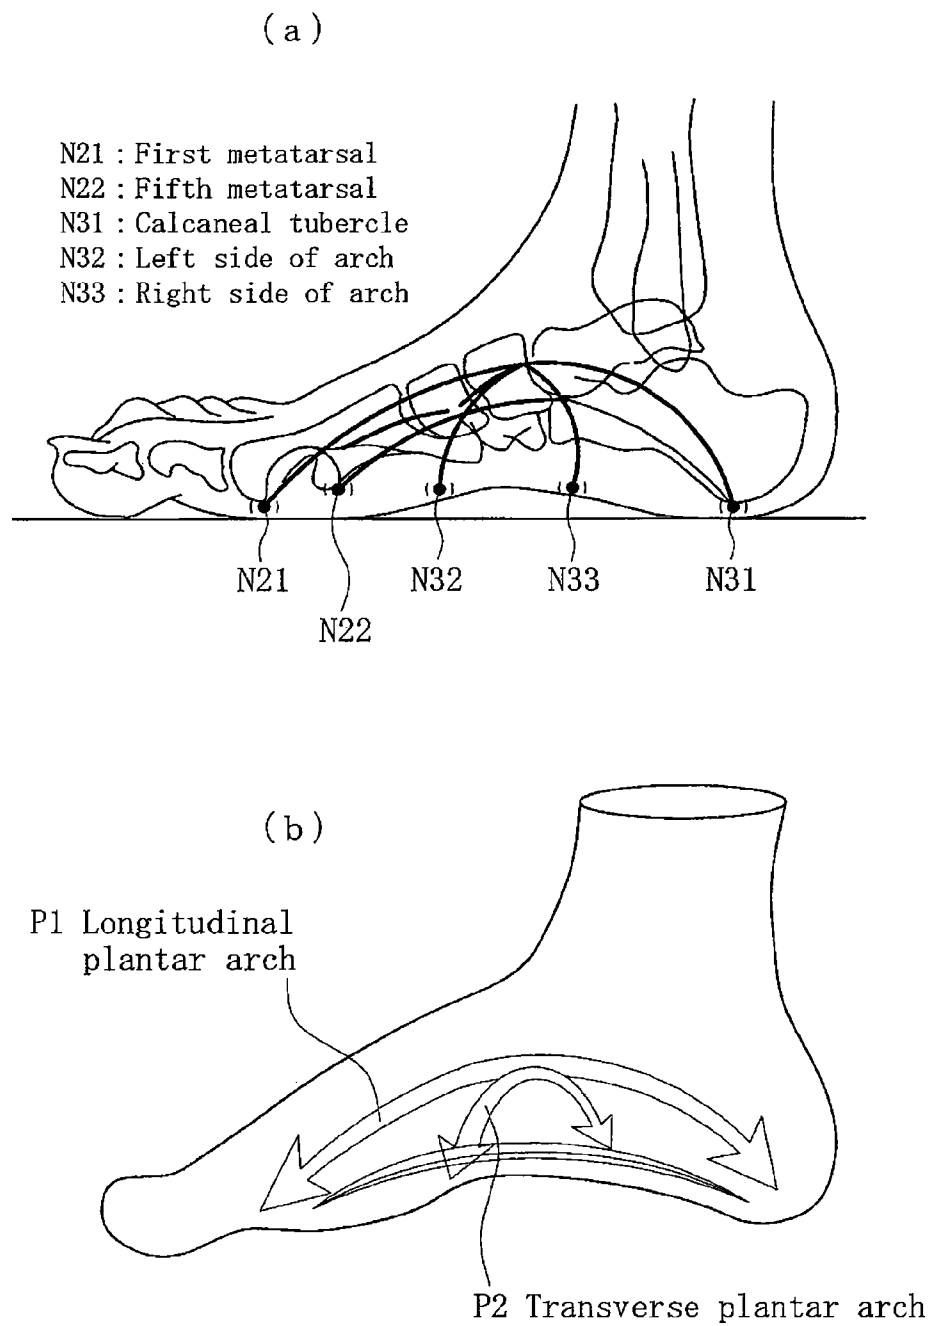 (a)
N21 : First metatarsal
N22 : Fifth metatarsal
N31 : Calcaneal tubercle
N32 : Left side of arch
N33 : Right side of arch
N21 N32 N33 N31
N22
(b)
P1 Longitudinal
plantar arch
P2 Transverse plantar arch